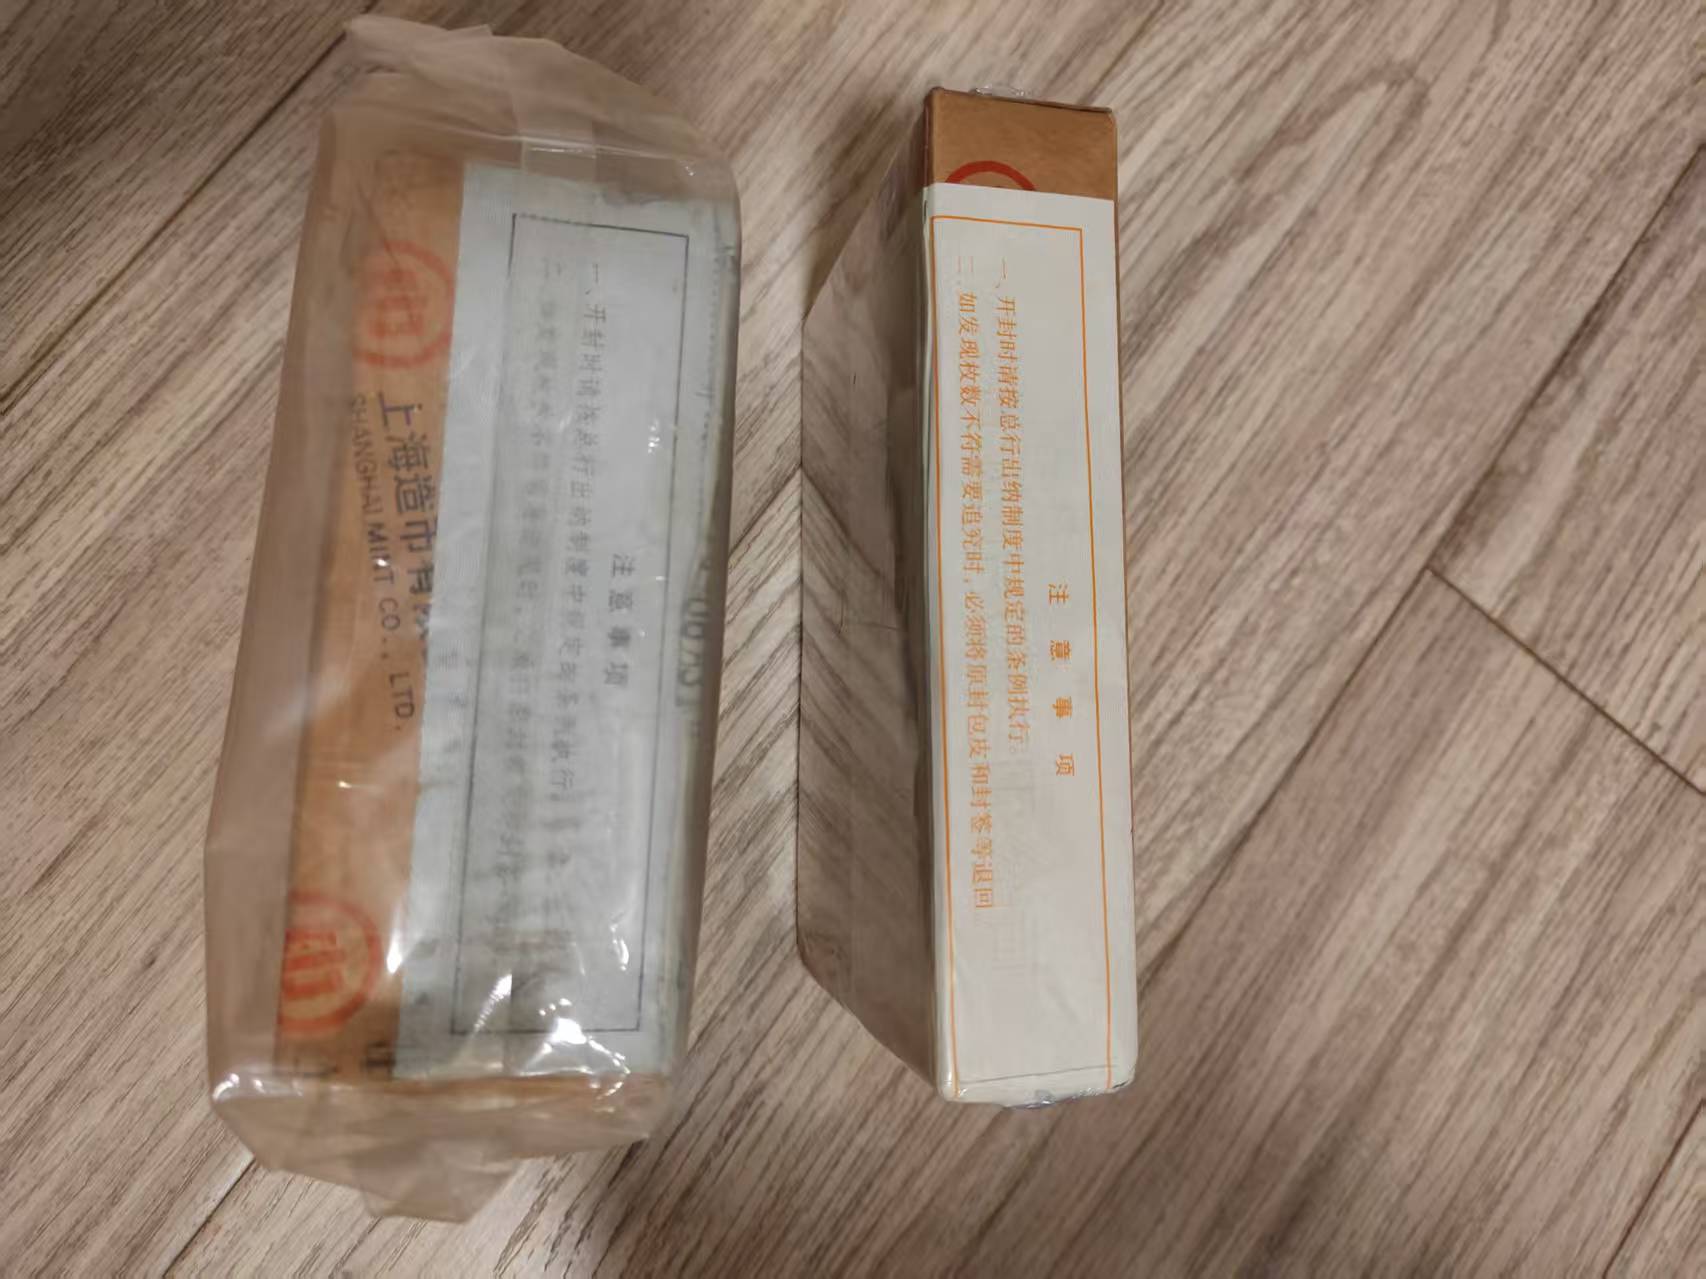 上海造币有
SHANGHAI MINT CO., LTD.
注意事项
一、开封时请按总行出纳制度中规定的条例执行。
注意事项
一、开封时请按总行出纳制度中规定的条例执行。
二、如发现枚数不符需要追究时，必须将原封包皮和封签等退回